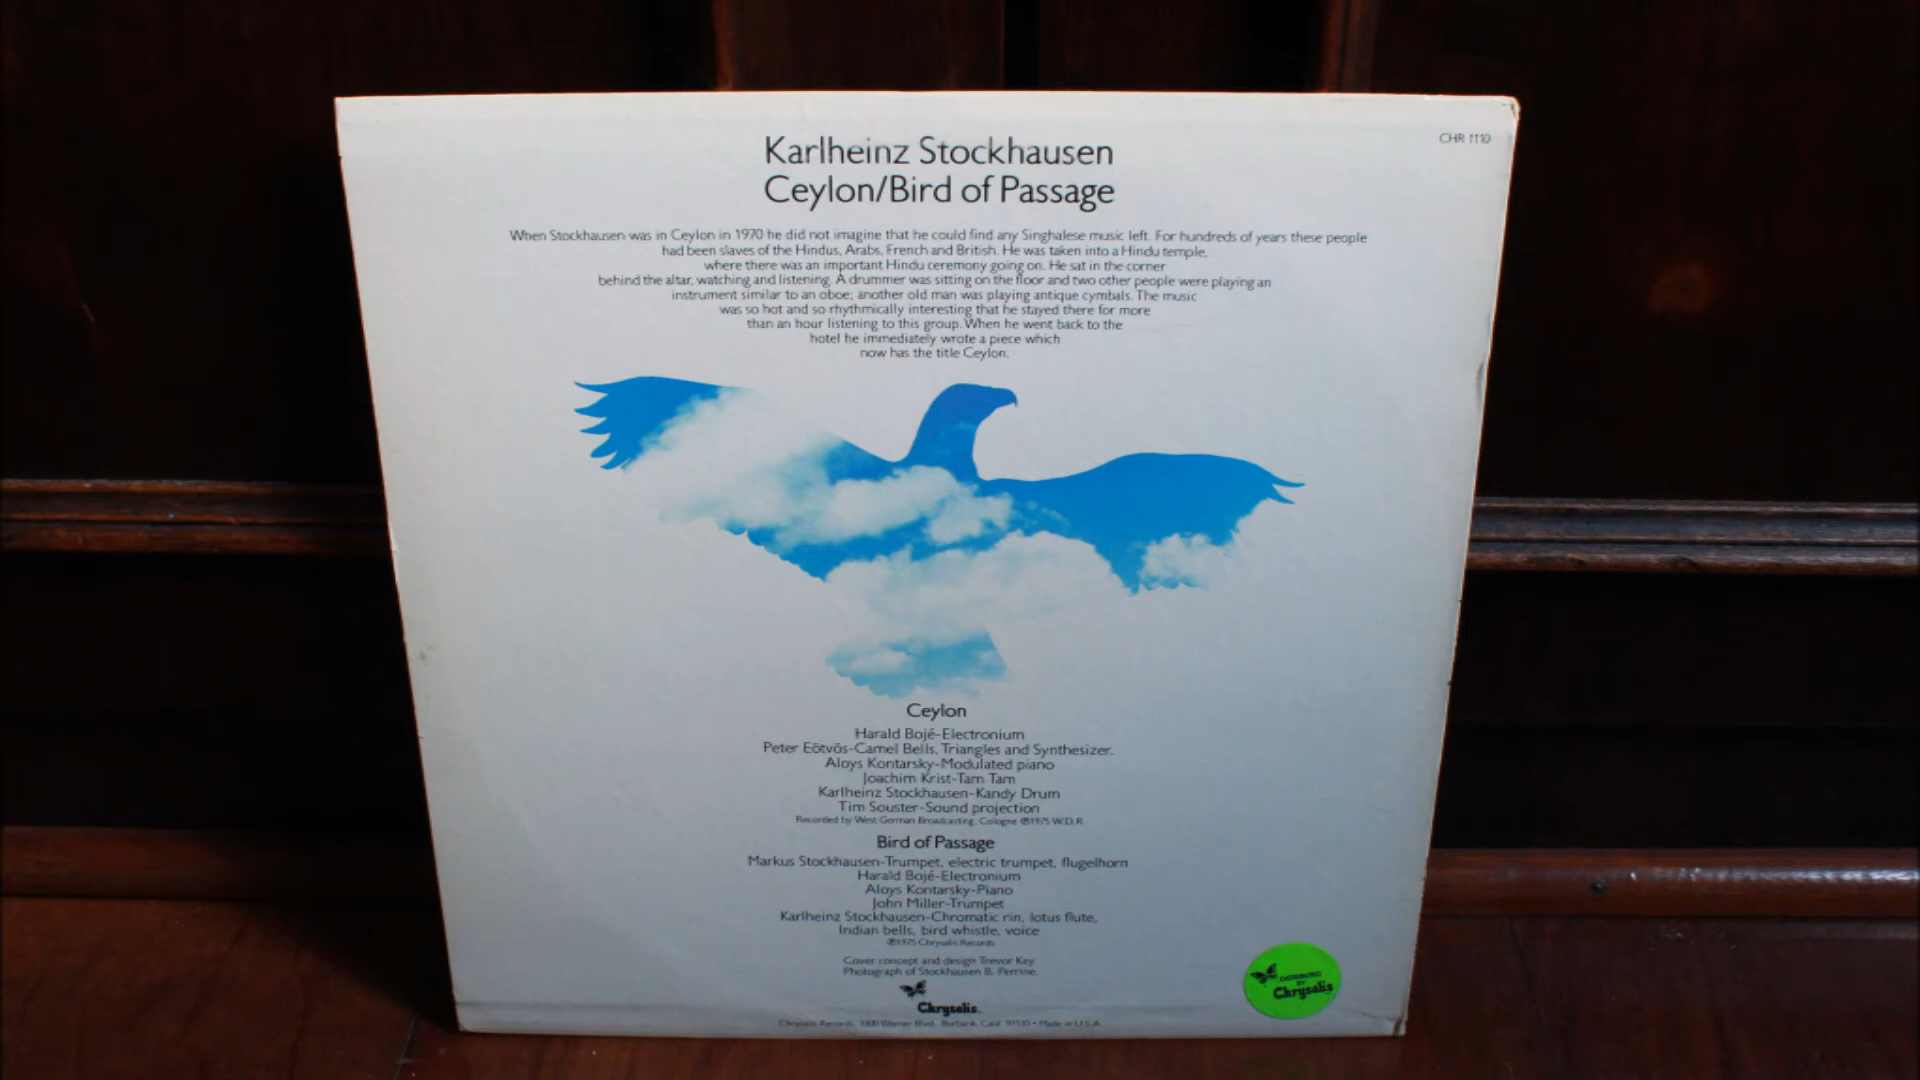 CHR 1110
Karlheinz Stockhausen
Ceylon/Bird of Passage
When Stockhausen was in Ceylon in 1970 he did not imagine that he could find any Singhalese music left. For hundreds of years these people
had been slaves of the Hindus, Arabs, French and British. He was taken into a Hindu temple,
where there was an important Hindu ceremony going on. He sat in the corner
behind the altar, watching and listening. A drummer was sitting on the floor and two other people were playing an
instrument similar to an oboe; another old man was playing antique cymbals. The music
was so hot and so rhythmically interesting that he stayed there for more
than an hour listening to this group. When he went back to the
hotel he immediately wrote a piece which
now has the title Ceylon.
Ceylon
Harald Bojé-Electronium
Peter Eötvös-Camel Bells, Triangles and Synthesizer.
Aloys Kontarsky-Modulated piano
Joachim Krist-Tam Tam
Karlheinz Stockhausen-Kandy Drum
Tim Souster-Sound projection
Recorded by West German Broadcasting, Cologne ℗1975 W.D.R.
Bird of Passage
Markus Stockhausen-Trumpet, electric trumpet, flugelhorn
Harald Bojé-Electronium
Aloys Kontarsky-Piano
John Miller-Trumpet
Karlheinz Stockhausen-Chromatic rin, lotus flute,
Indian bells, bird whistle, voice
℗1975 Chrysalis Records
Cover concept and design Trevor Key
Photograph of Stockhausen B. Perrine.
Chrysalis
Chrysalis Records, Warner Blvd., Burbank, Calif. • Made in U.S.A.
DISTRIBUTED
BY
Chrysalis